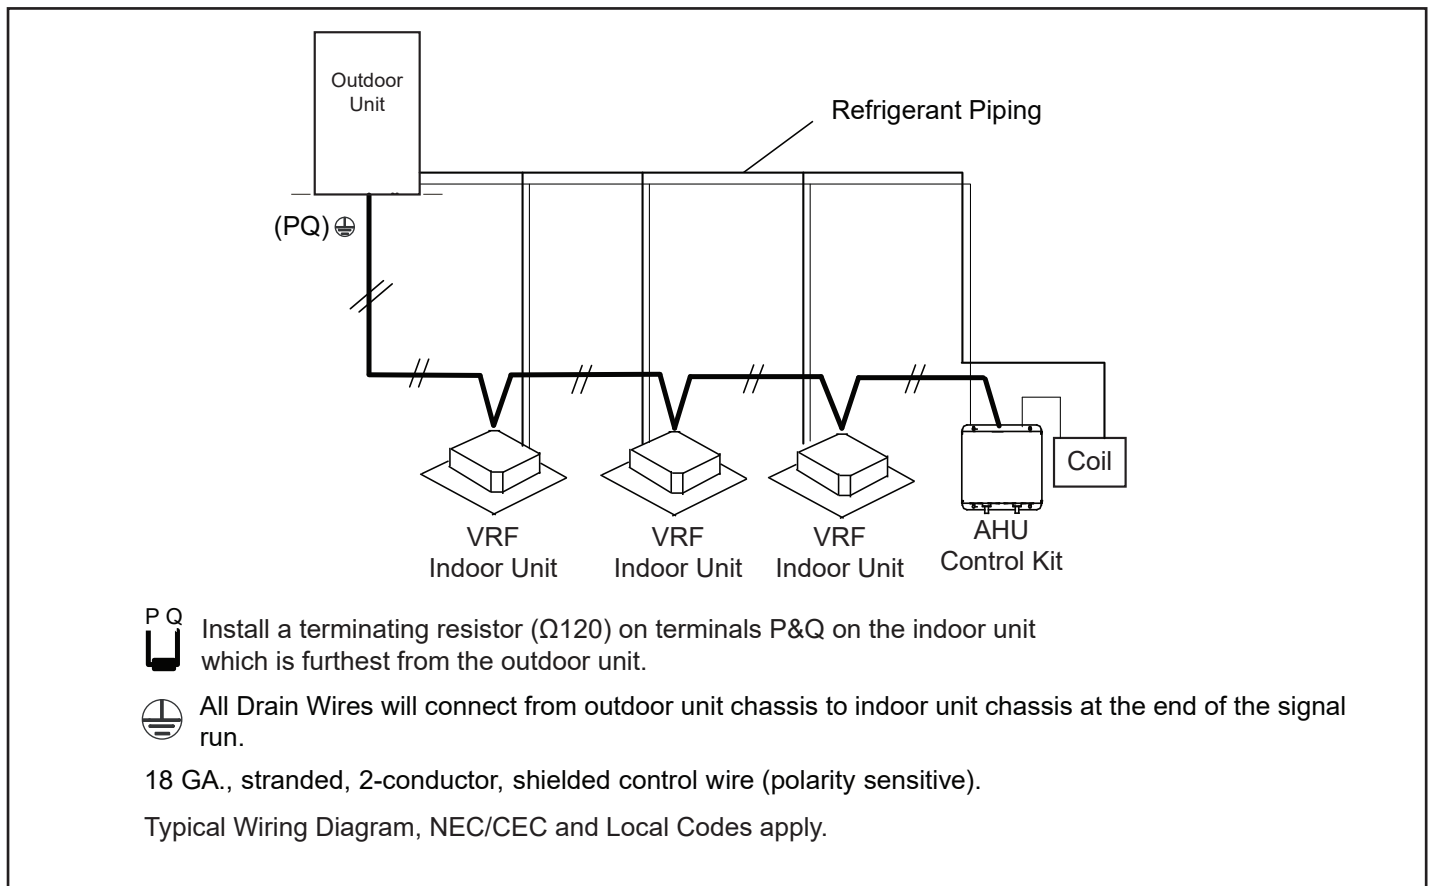 Outdoor
Unit
Refrigerant Piping
(PQ)
Coil
VRF
Indoor Unit
VRF
Indoor Unit
VRF
Indoor Unit
AHU
Control Kit
P Q
Install a terminating resistor (Ω120) on terminals P&Q on the indoor unit
which is furthest from the outdoor unit.
All Drain Wires will connect from outdoor unit chassis to indoor unit chassis at the end of the signal
run.
18 GA., stranded, 2-conductor, shielded control wire (polarity sensitive).
Typical Wiring Diagram, NEC/CEC and Local Codes apply.